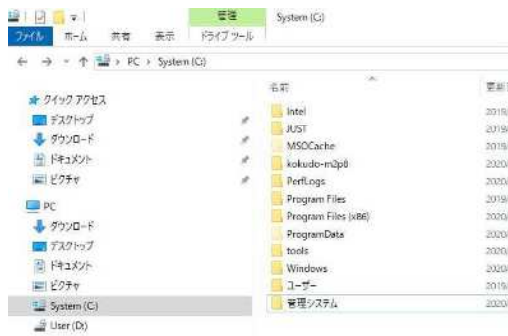 管理
System (C:)
ファイル
ホーム
共有
表示
ドライブ ツール
PC
System (C:)
名前
クイック アクセス
デスクトップ
ダウンロード
ドキュメント
ピクチャ
PC
ダウンロード
デスクトップ
ドキュメント
ピクチャ
System (C:)
User (D:)
Intel
JUST
MSOCache
kokudo-m2p8
PerfLogs
Program Files
Program Files (x86)
ProgramData
tools
Windows
ユーザー
管理システム